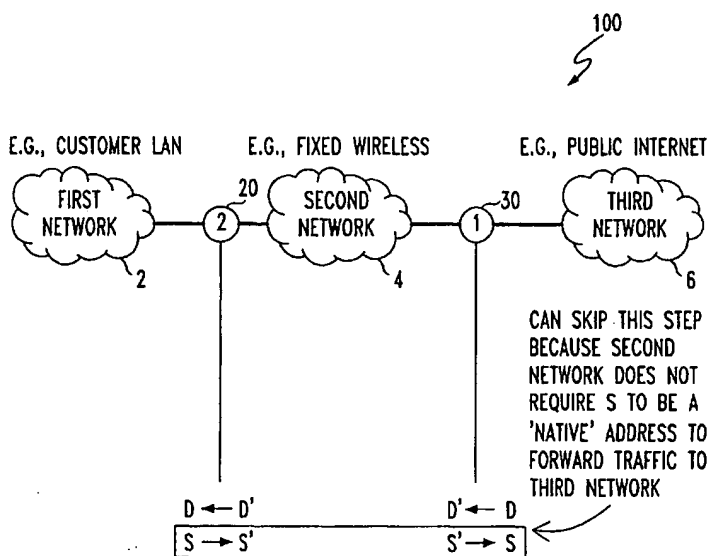 100
E.G., CUSTOMER LAN
E.G., FIXED WIRELESS
E.G., PUBLIC INTERNET
FIRST
NETWORK
2
20
2
SECOND
NETWORK
4
30
1
THIRD
NETWORK
6
CAN SKIP THIS STEP
BECAUSE SECOND
NETWORK DOES NOT
REQUIRE S TO BE A
'NATIVE' ADDRESS TO
FORWARD TRAFFIC TO
THIRD NETWORK
D ← D'
D' ← D
S → S'
S' → S